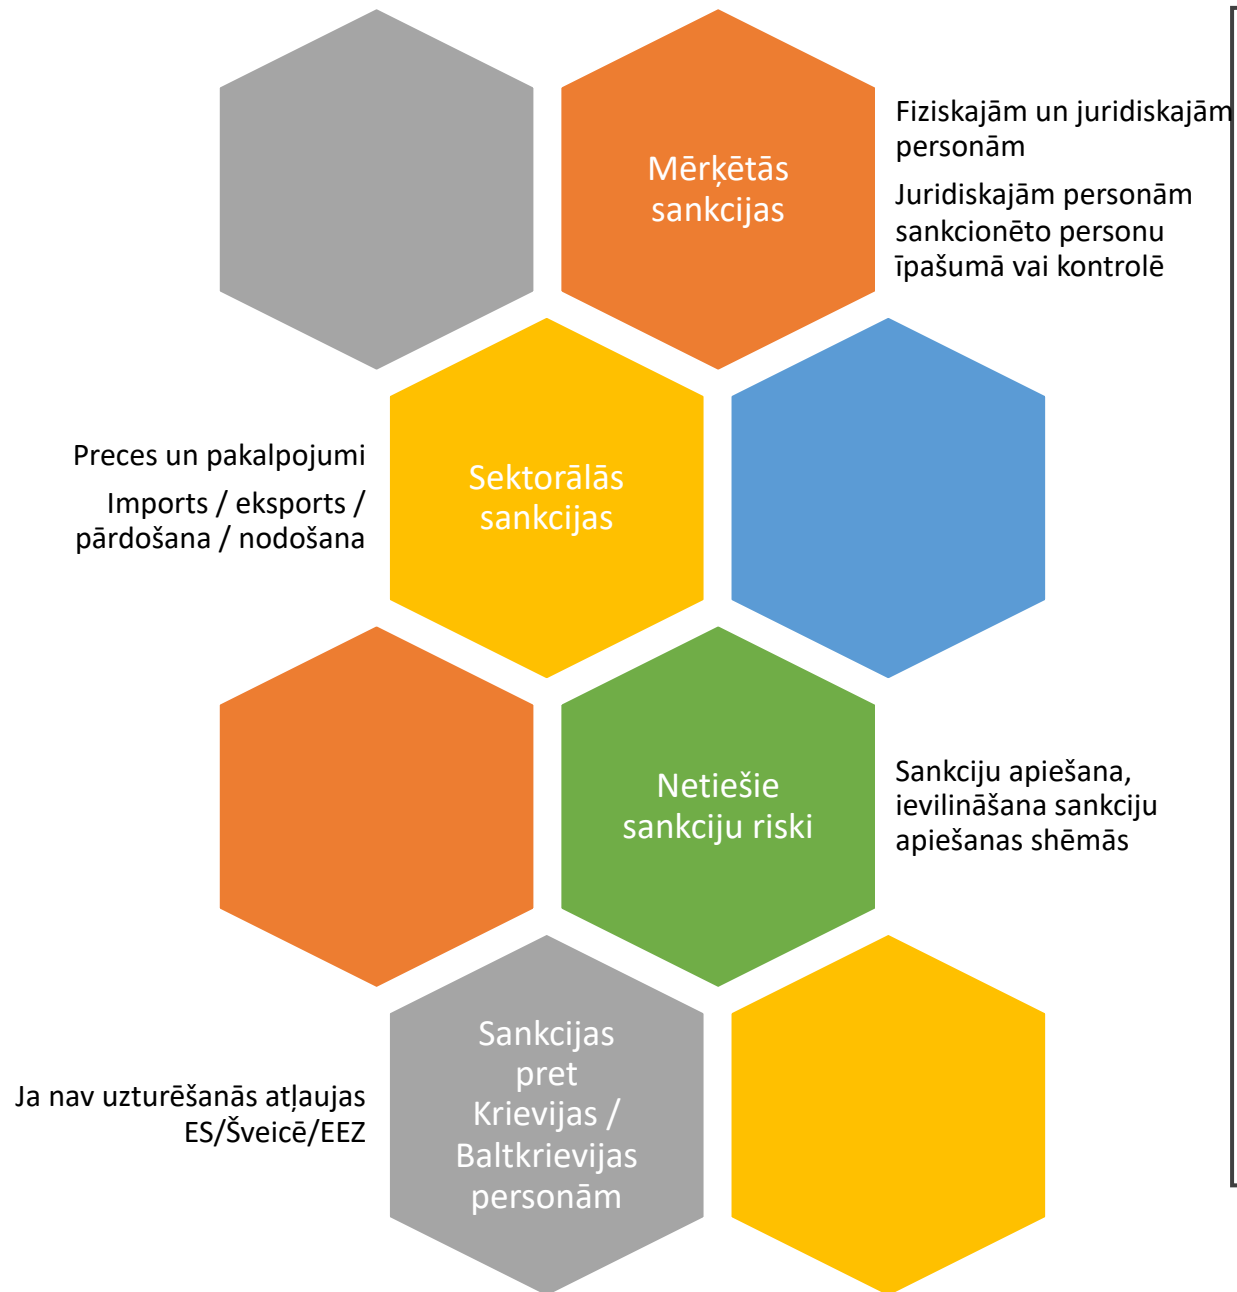 Mērķētās
sankcijas
Fiziskajām un juridiskajām
personām
Juridiskajām personām
sankcionēto personu
īpašumā vai kontrolē
Preces un pakalpojumi
Imports / eksports /
pārdošana / nodošana
Sektorālās
sankcijas
Netiešie
sankciju riski
Sankciju apiešana,
ievilināšana sankciju
apiešanas shēmās
Ja nav uzturēšanās atļaujas
ES/Šveicē/EEZ
Sankcijas
pret
Krievijas /
Baltkrievijas
personām